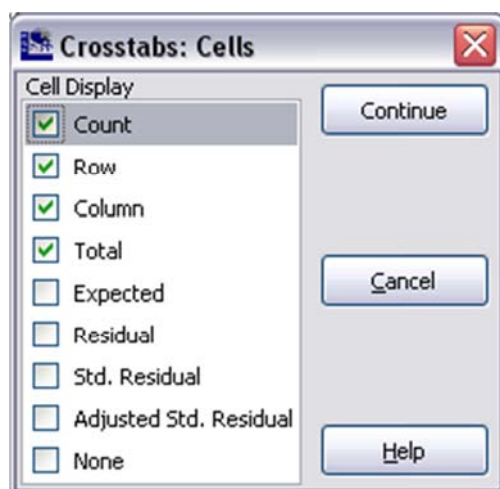 Crosstabs: Cells
Cell Display
Count
Row
Column
Total
Expected
Residual
Std. Residual
Adjusted Std. Residual
None
Continue
Cancel
Help